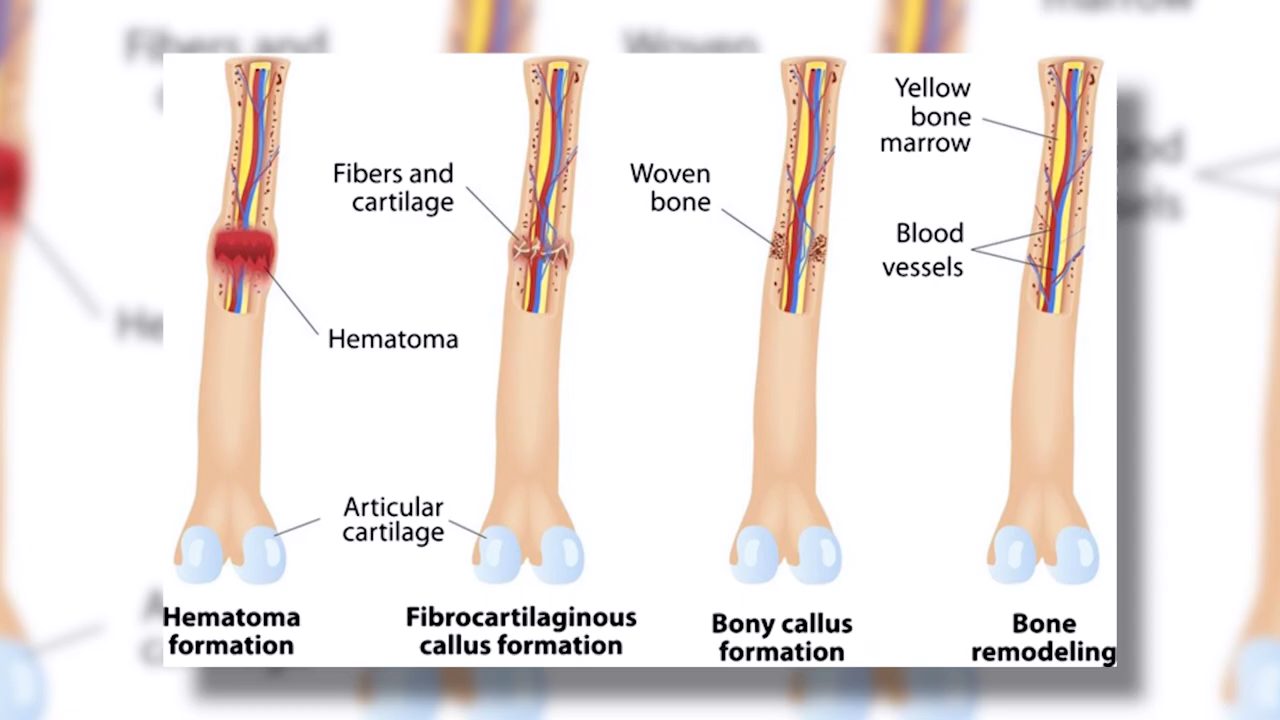 Fibers and
cartilage
Hematoma
Woven
bone
Yellow
bone
marrow
Blood
vessels
Articular
cartilage
Hematoma
formation
Fibrocartilaginous
callus formation
Bony callus
formation
Bone
remodeling